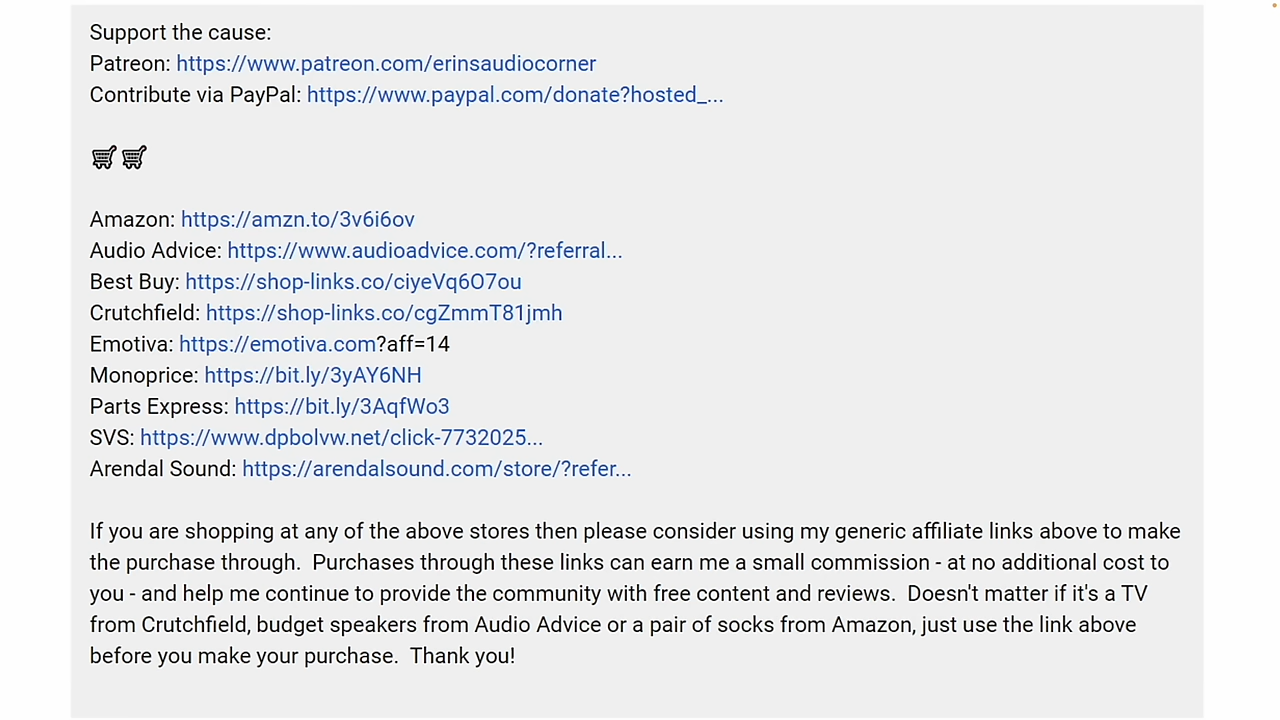 Support the cause:
Patreon: https://www.patreon.com/erinsaudiocorner
Contribute via PayPal: https://www.paypal.com/donate?hosted_...
Amazon: https://amzn.to/3v6i6ov
Audio Advice: https://www.audioadvice.com/?referral...
Best Buy: https://shop-links.co/ciyeVq6O7ou
Crutchfield: https://shop-links.co/cgZmmT81jmh
Emotiva: https://emotiva.com?aff=14
Monoprice: https://bit.ly/3yAY6NH
Parts Express: https://bit.ly/3AqfWo3
SVS: https://www.dpbolvw.net/click-7732025...
Arendal Sound: https://arendalsound.com/store/?refer...
If you are shopping at any of the above stores then please consider using my generic affiliate links above to make
the purchase through.  Purchases through these links can earn me a small commission - at no additional cost to
you - and help me continue to provide the community with free content and reviews.  Doesn't matter if it's a TV
from Crutchfield, budget speakers from Audio Advice or a pair of socks from Amazon, just use the link above
before you make your purchase.  Thank you!